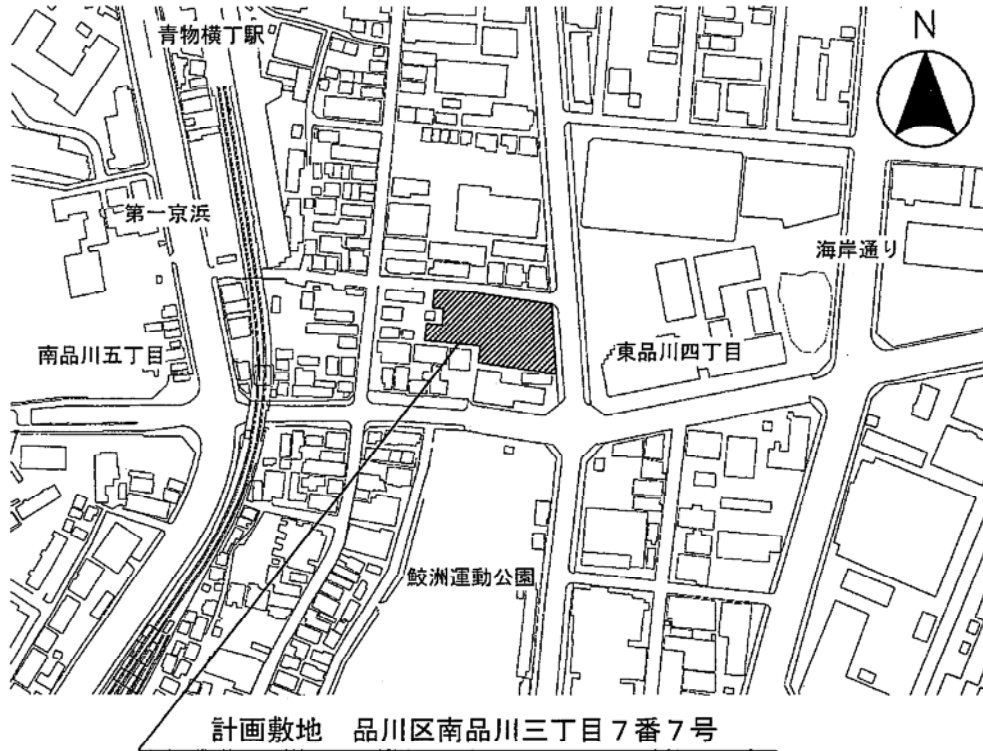 青物横丁駅
N
第一京浜
海岸通り
南品川五丁目
東品川四丁目
鮫洲運動公園
計画敷地 品川区南品川三丁目7番7号